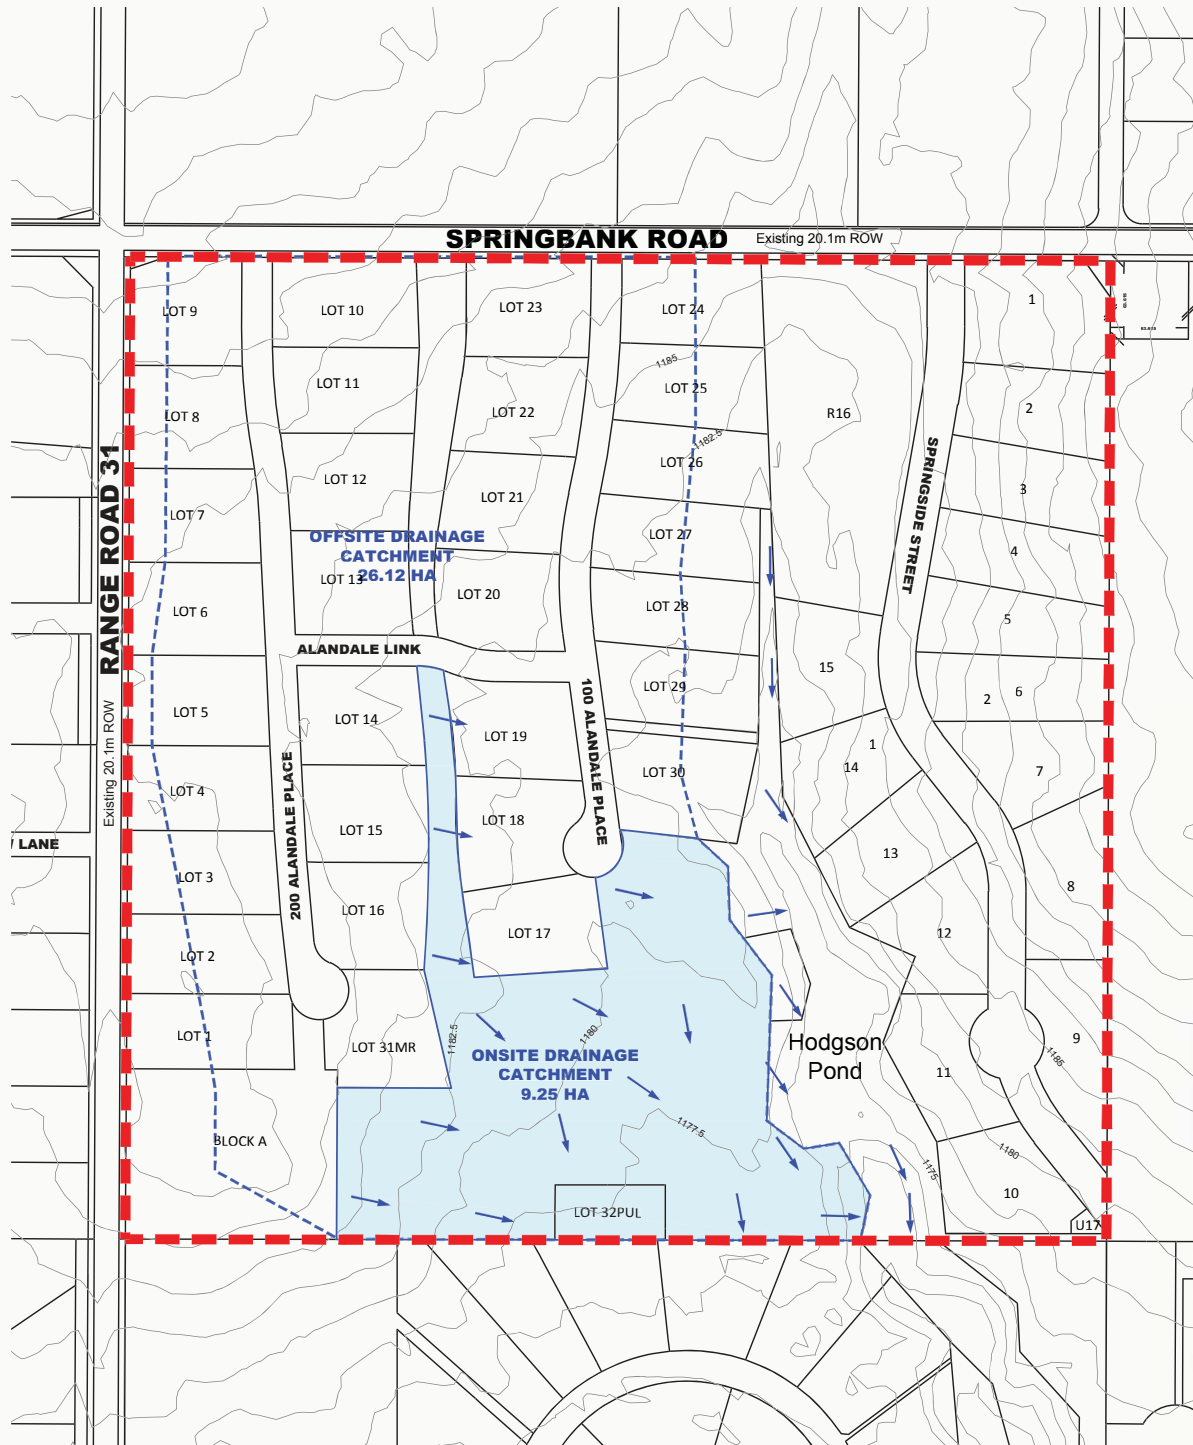 SPRINGBANK ROAD
Existing 20.1m ROW
LOT 9
LOT 10
LOT 23
LOT 24
1
1185
LOT 11
LOT 25
LOT 8
LOT 22
R16
2
1182.5
LOT 26
LOT 12
LOT 21
3
LOT 7
LOT 27
OFFSITE DRAINAGE
CATCHMENT
26.12 HA
LOT 13
4
SPRINGSIDE STREET
RANGE ROAD 31
Existing 20.1m ROW
LOT 6
LOT 20
LOT 28
5
ALANDALE LINK
15
LOT 29
2
6
LOT 5
LOT 14
LOT 19
100 ALANDALE PLACE
1
14
7
LOT 30
LOT 4
LOT 15
LOT 18
200 ALANDALE PLACE
LANE
13
LOT 3
8
LOT 16
LOT 17
12
LOT 2
LOT 1
LOT 31MR
1182.5
1180
Hodgson
Pond
9
1185
11
ONSITE DRAINAGE
CATCHMENT
9.25 HA
1177.5
BLOCK A
1180
1175
10
LOT 32PUL
U17